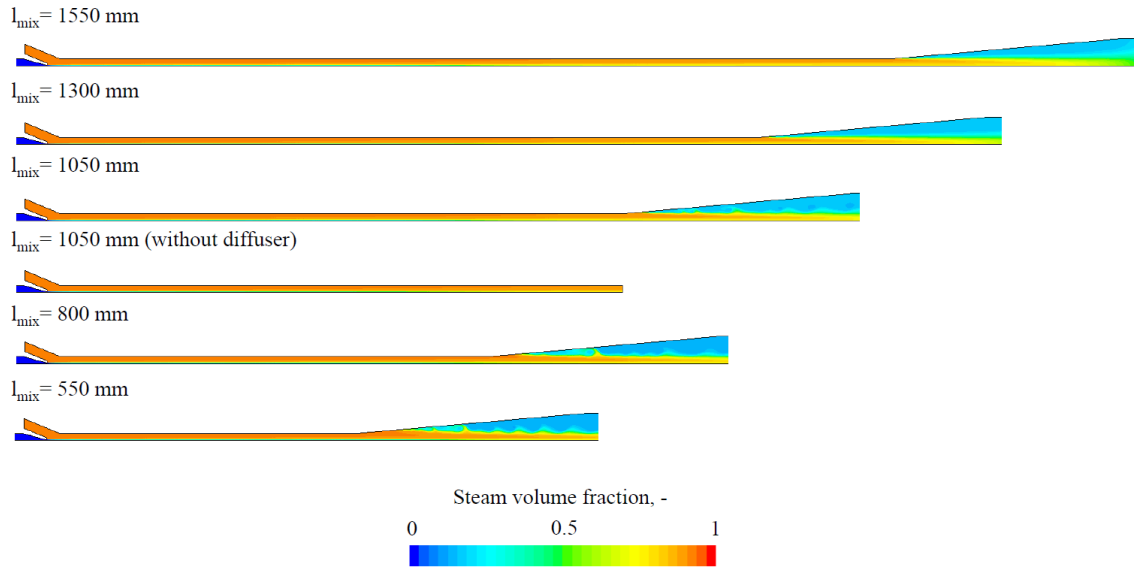 l_mix= 1550 mm
l_mix= 1300 mm
l_mix= 1050 mm
l_mix= 1050 mm (without diffuser)
l_mix= 800 mm
l_mix= 550 mm
Steam volume fraction, -
0 0.5 1